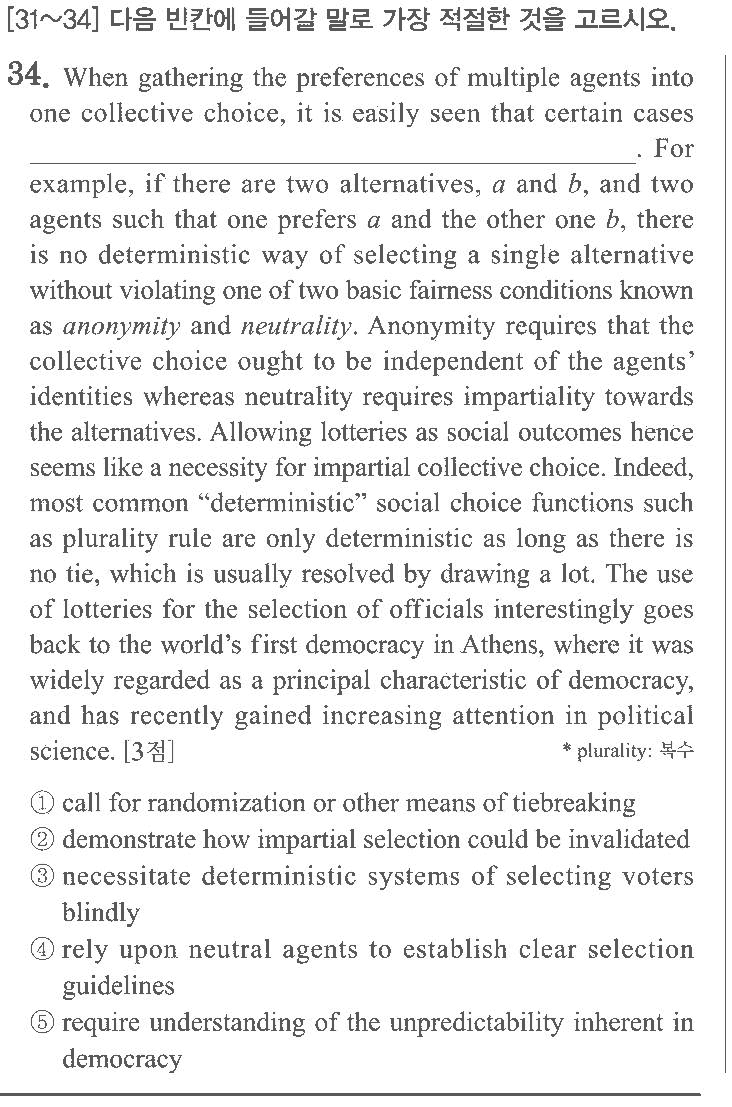 [31～34] 다음 빈칸에 들어갈 말로 가장 적절한 것을 고르시오.
34. When gathering the preferences of multiple agents into
one collective choice, it is easily seen that certain cases
____________________________________________. For
example, if there are two alternatives, a and b, and two
agents such that one prefers a and the other one b, there
is no deterministic way of selecting a single alternative
without violating one of two basic fairness conditions known
as anonymity and neutrality. Anonymity requires that the
collective choice ought to be independent of the agents’
identities whereas neutrality requires impartiality towards
the alternatives. Allowing lotteries as social outcomes hence
seems like a necessity for impartial collective choice. Indeed,
most common “deterministic” social choice functions such
as plurality rule are only deterministic as long as there is
no tie, which is usually resolved by drawing a lot. The use
of lotteries for the selection of officials interestingly goes
back to the world’s first democracy in Athens, where it was
widely regarded as a principal characteristic of democracy,
and has recently gained increasing attention in political
science. [3점] * plurality: 복수
① call for randomization or other means of tiebreaking
② demonstrate how impartial selection could be invalidated
③ necessitate deterministic systems of selecting voters
blindly
④ rely upon neutral agents to establish clear selection
guidelines
⑤ require understanding of the unpredictability inherent in
democracy